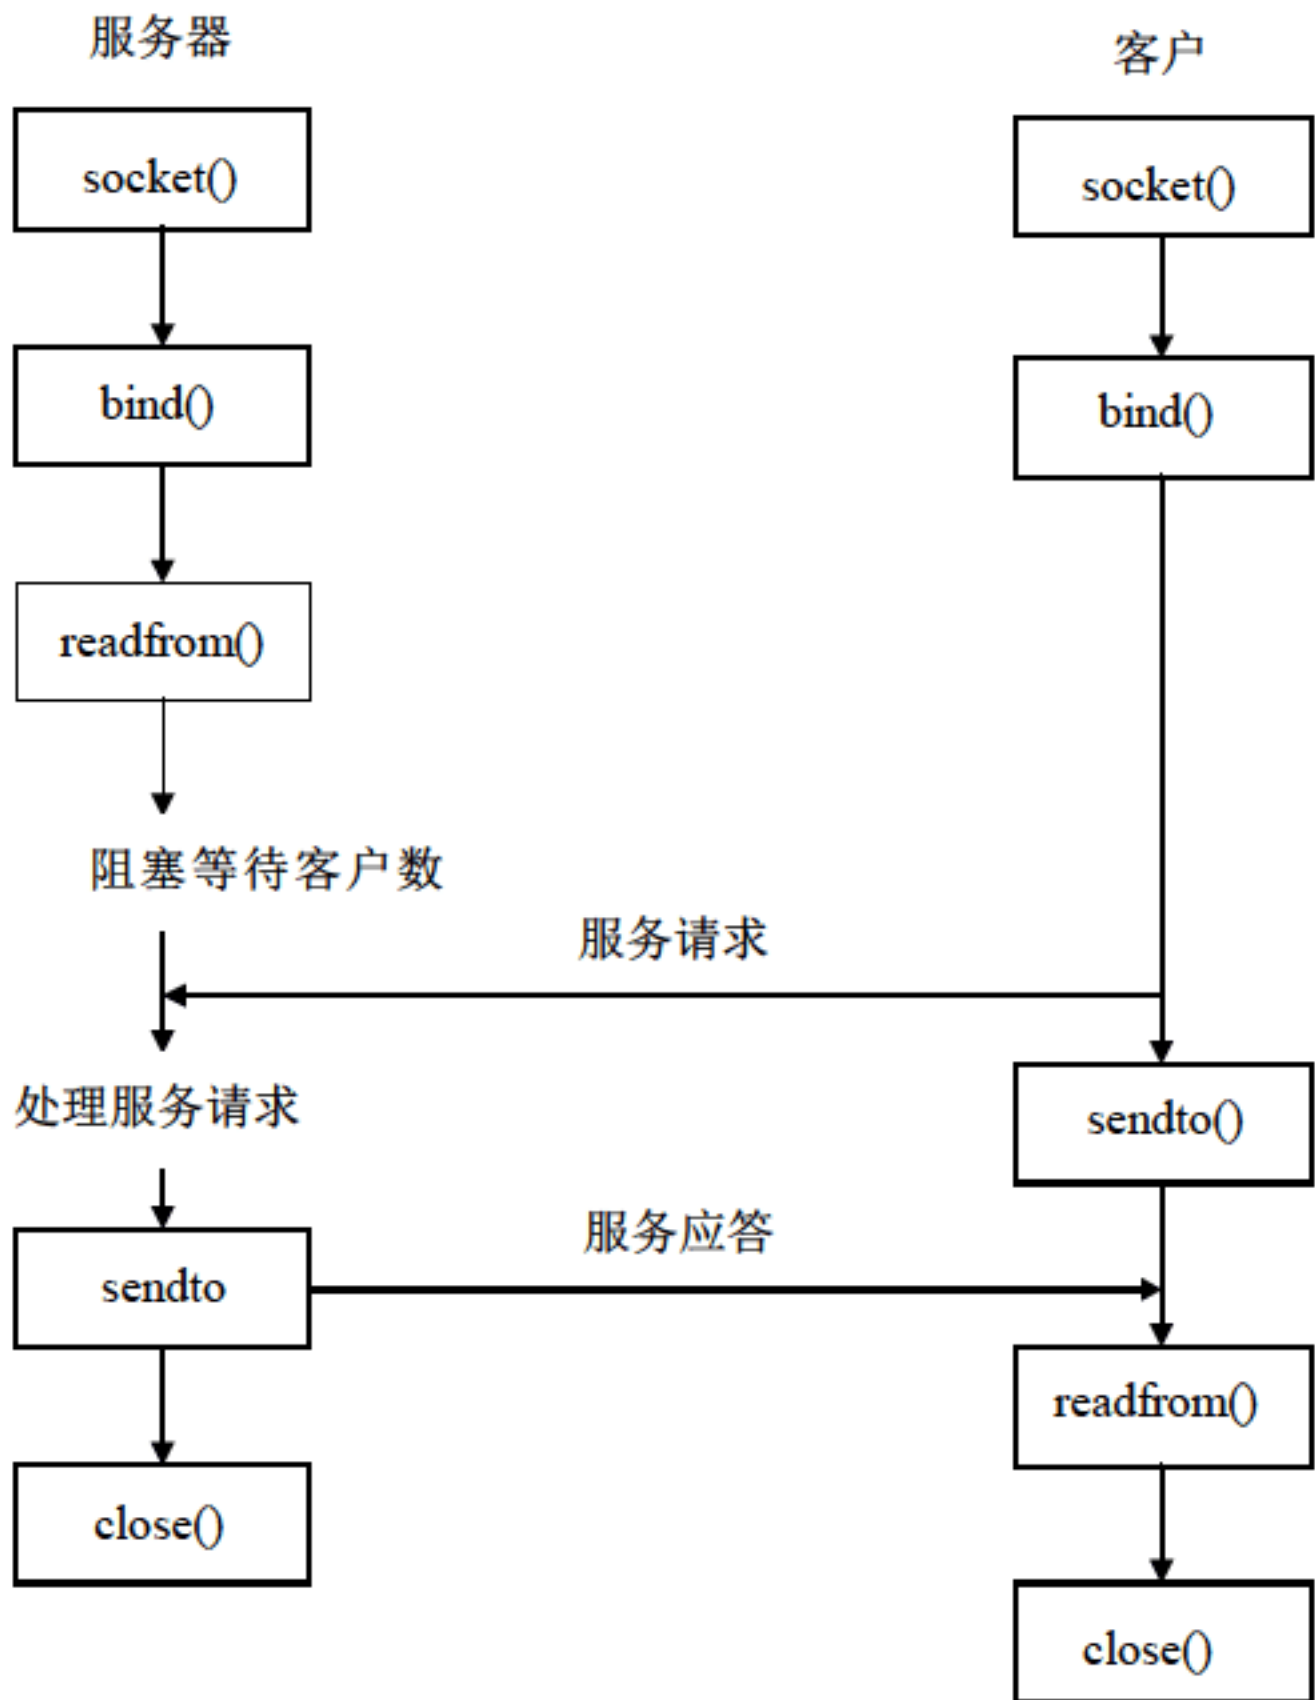 服务器
客户
socket()
socket()
bind()
bind()
readfrom()
阻塞等待客户数
服务请求
处理服务请求
sendto()
服务应答
sendto
readfrom()
close()
close()